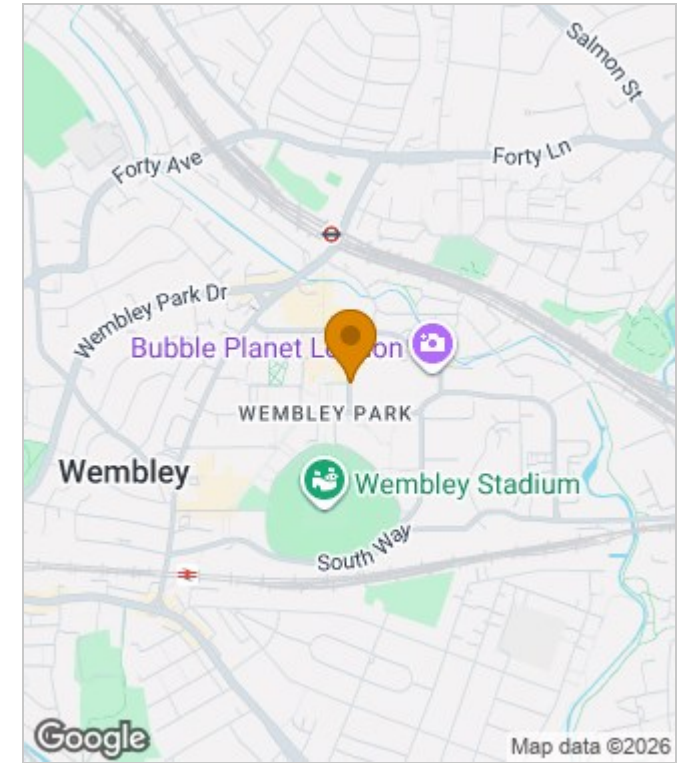 Salmon St
Forty Ave
Forty Ln
Wembley Park Dr
Bubble Planet L on
WEMBLEY PARK
Wembley
Wembley Stadium
South Way
Google
Map data ©2026